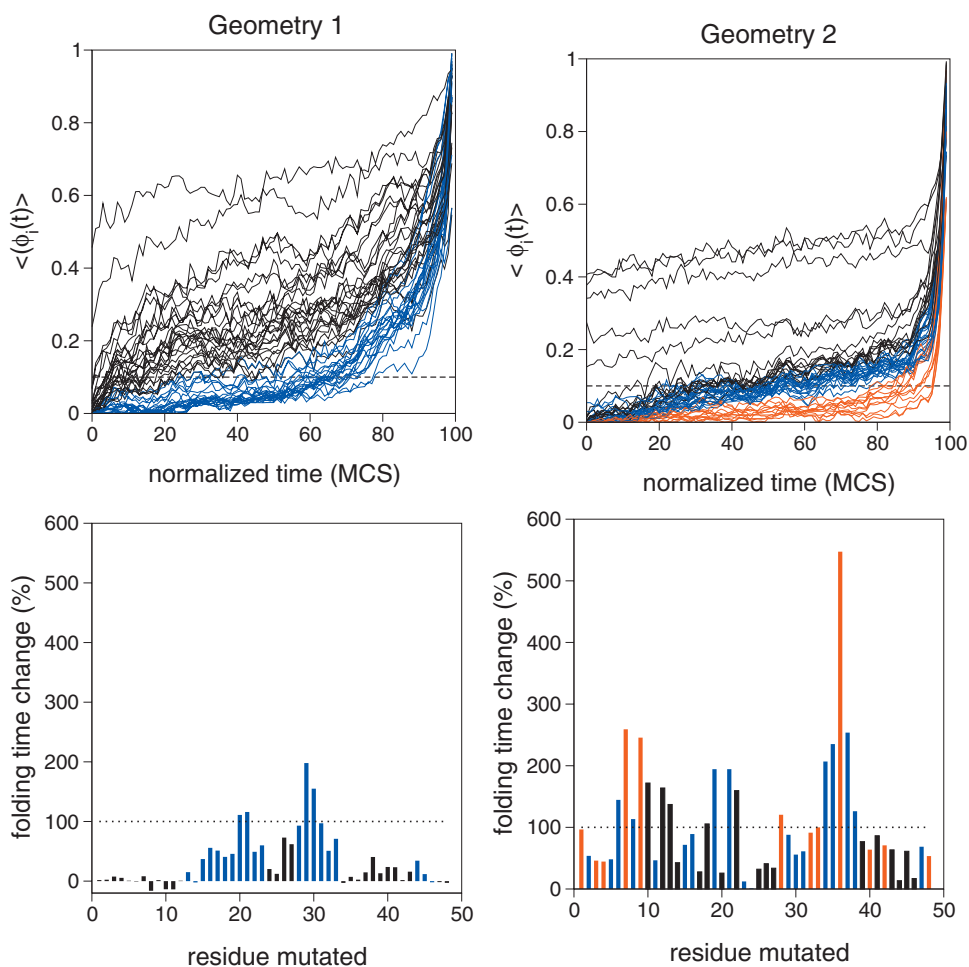 Geometry 1
1
0.8
0.6
0.4
0.2
0
<(ϕi(t)>
0 20 40 60 80 100
normalized time (MCS)
Geometry 2
1
0.8
0.6
0.4
0.2
0
< ϕi(t)>
0 20 40 60 80 100
normalized time (MCS)
600
500
400
300
200
100
0
folding time change (%)
0 10 20 30 40 50
residue mutated
600
500
400
300
200
100
0
folding time change (%)
0 10 20 30 40 50
residue mutated